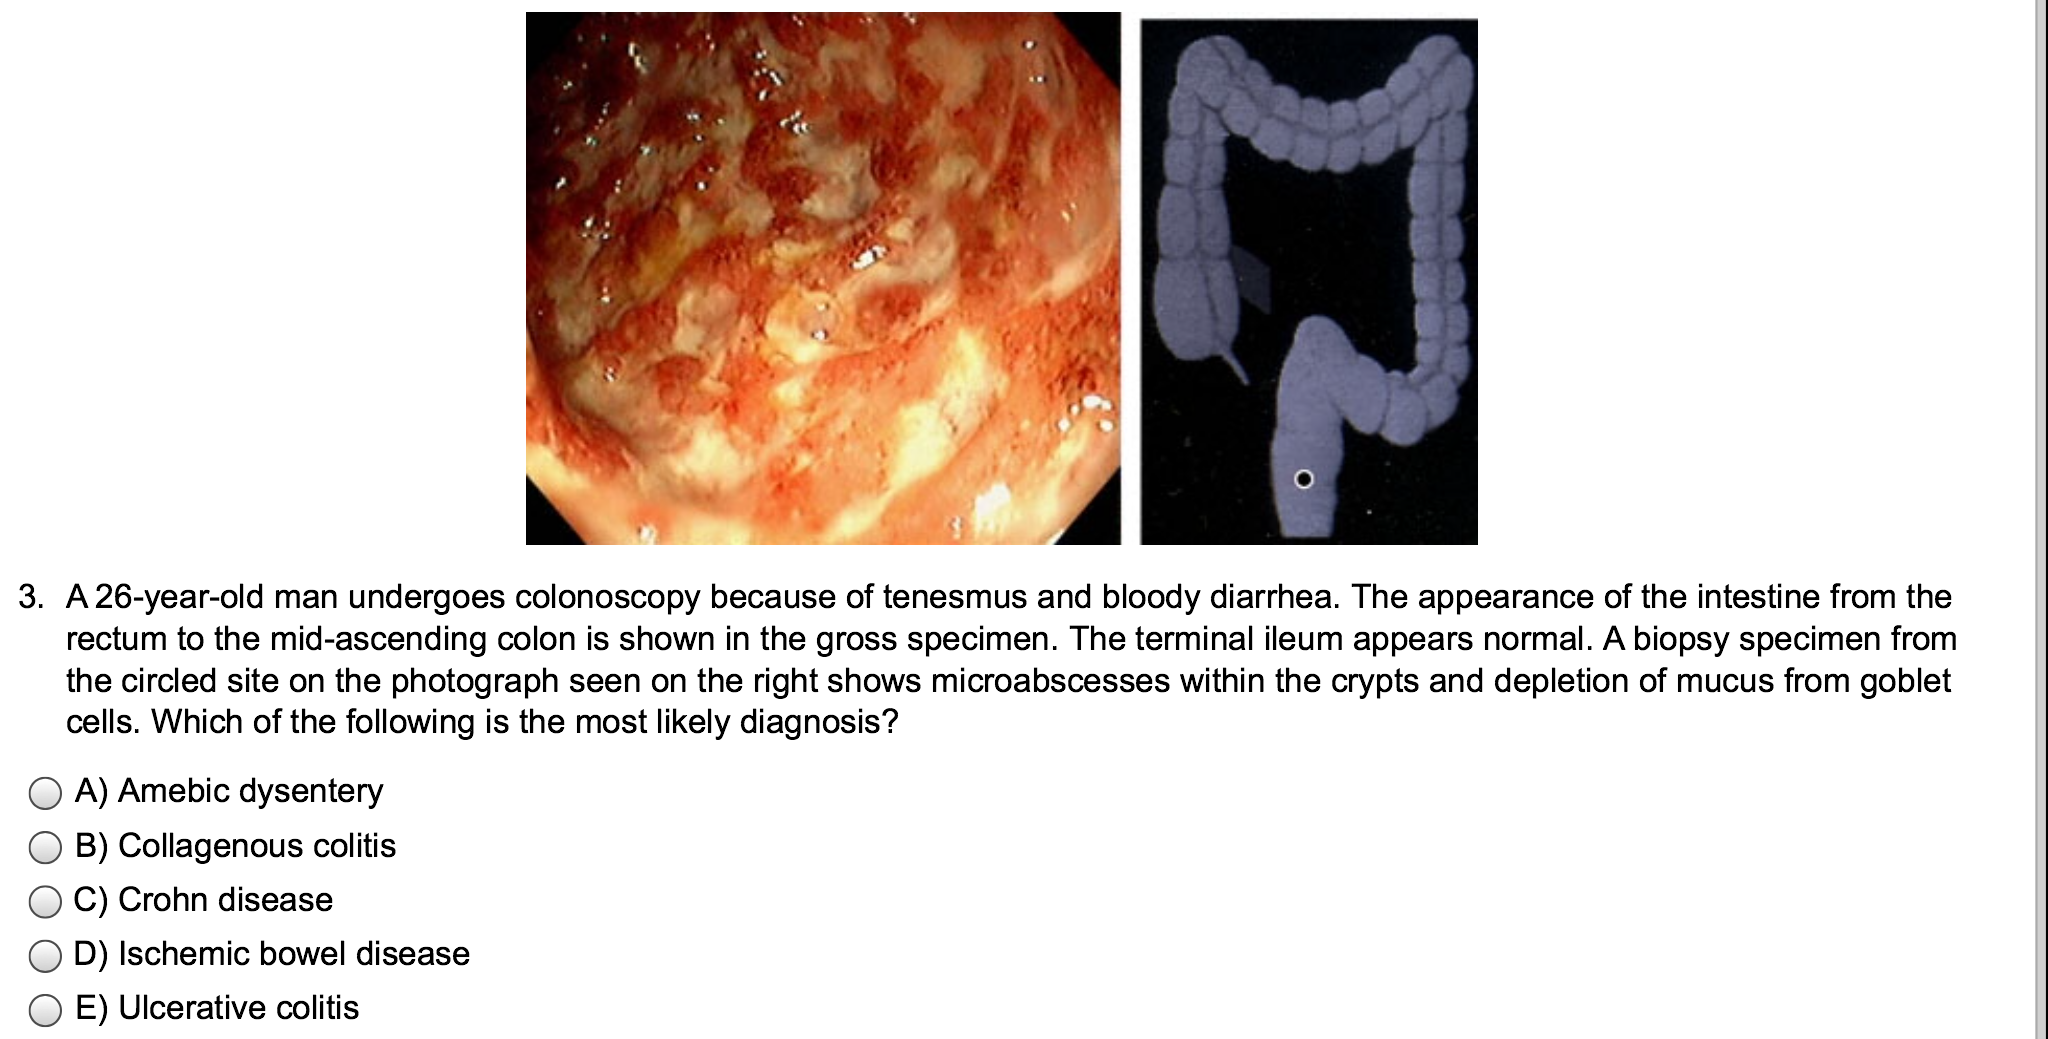 3. A 26-year-old man undergoes colonoscopy because of tenesmus and bloody diarrhea. The appearance of the intestine from the
rectum to the mid-ascending colon is shown in the gross specimen. The terminal ileum appears normal. A biopsy specimen from
the circled site on the photograph seen on the right shows microabscesses within the crypts and depletion of mucus from goblet
cells. Which of the following is the most likely diagnosis?
A) Amebic dysentery
B) Collagenous colitis
C) Crohn disease
D) Ischemic bowel disease
E) Ulcerative colitis